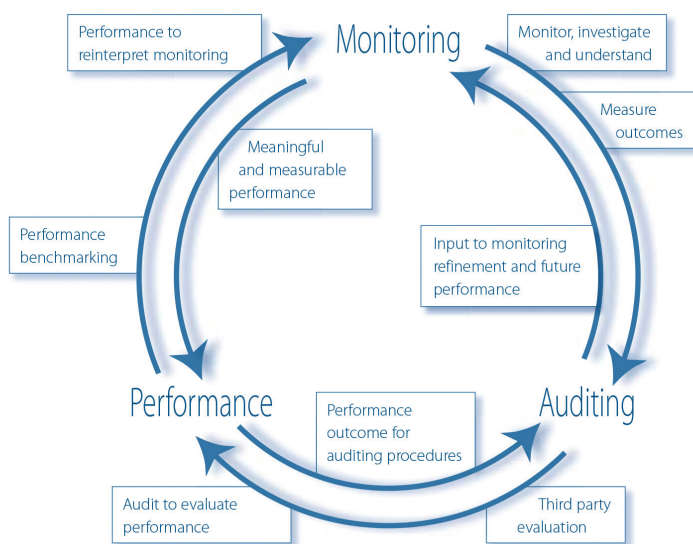 Performance to
reinterpret monitoring
Monitoring
Monitor, investigate
and understand
Measure
outcomes
Meaningful
and measurable
performance
Performance
benchmarking
Input to monitoring
refinement and future
performance
Performance
Auditing
Performance
outcome for
auditing procedures
Audit to evaluate
performance
Third party
evaluation